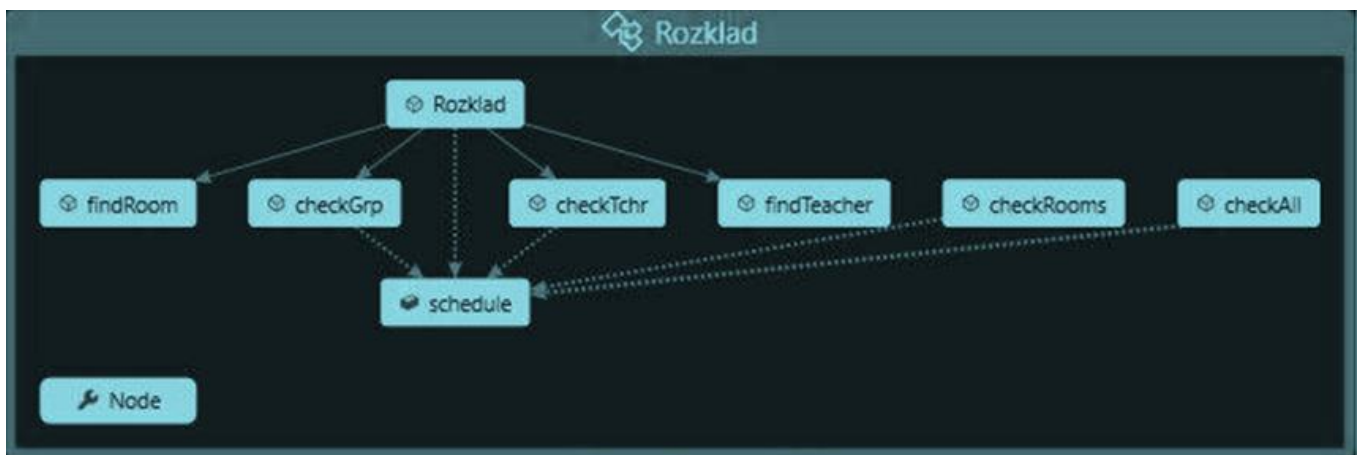 Rozklad
Rozklad
findRoom
checkGrp
checkTchr
findTeacher
checkRooms
checkAll
schedule
Node